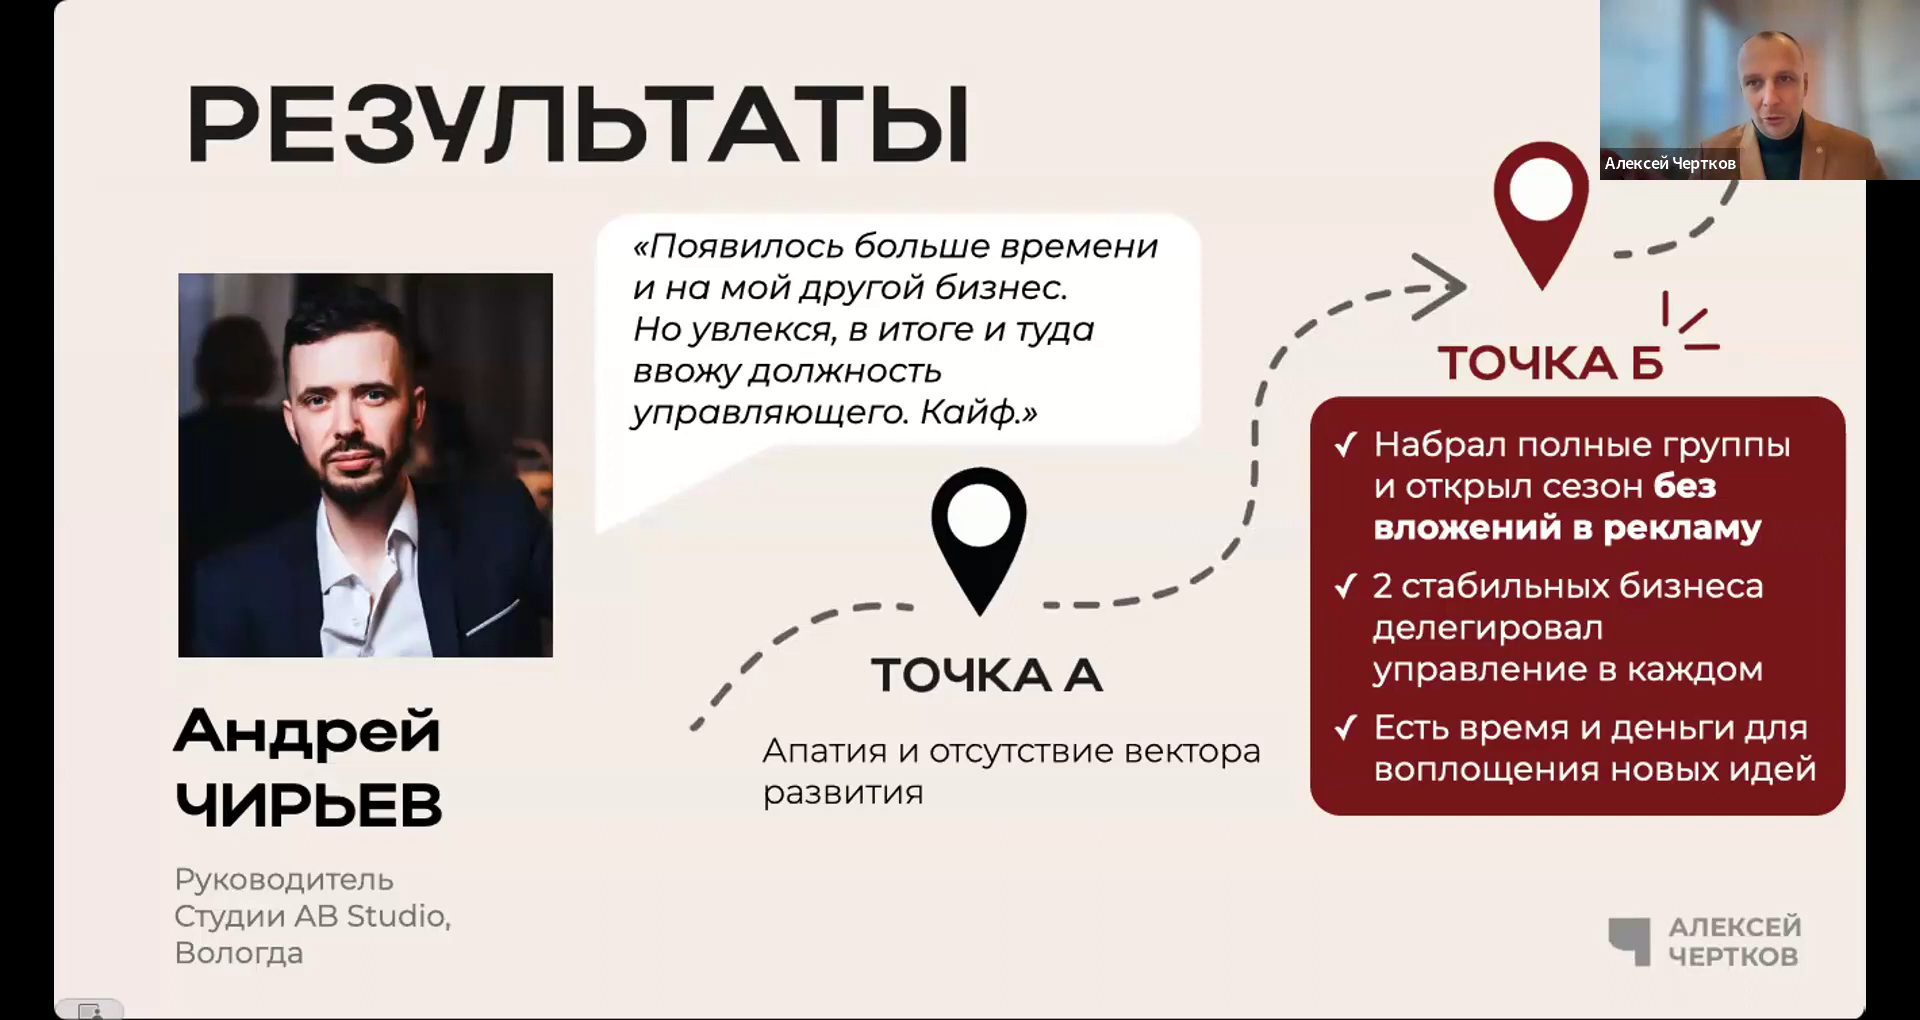 РЕЗУЛЬТАТЫ
Алексей Чертков
«Появилось больше времени
и на мой другой бизнес.
Но увлекся, в итоге и туда
ввожу должность
управляющего. Кайф.»
Андрей
ЧИРЬЕВ
Руководитель
Студии AB Studio,
Вологда
ТОЧКА А
Апатия и отсутствие вектора
развития
ТОЧКА Б
✓ Набрал полные группы
и открыл сезон без
вложений в рекламу
✓ 2 стабильных бизнеса
делегировал
управление в каждом
✓ Есть время и деньги для
воплощения новых идей
АЛЕКСЕЙ
ЧЕРТКОВ